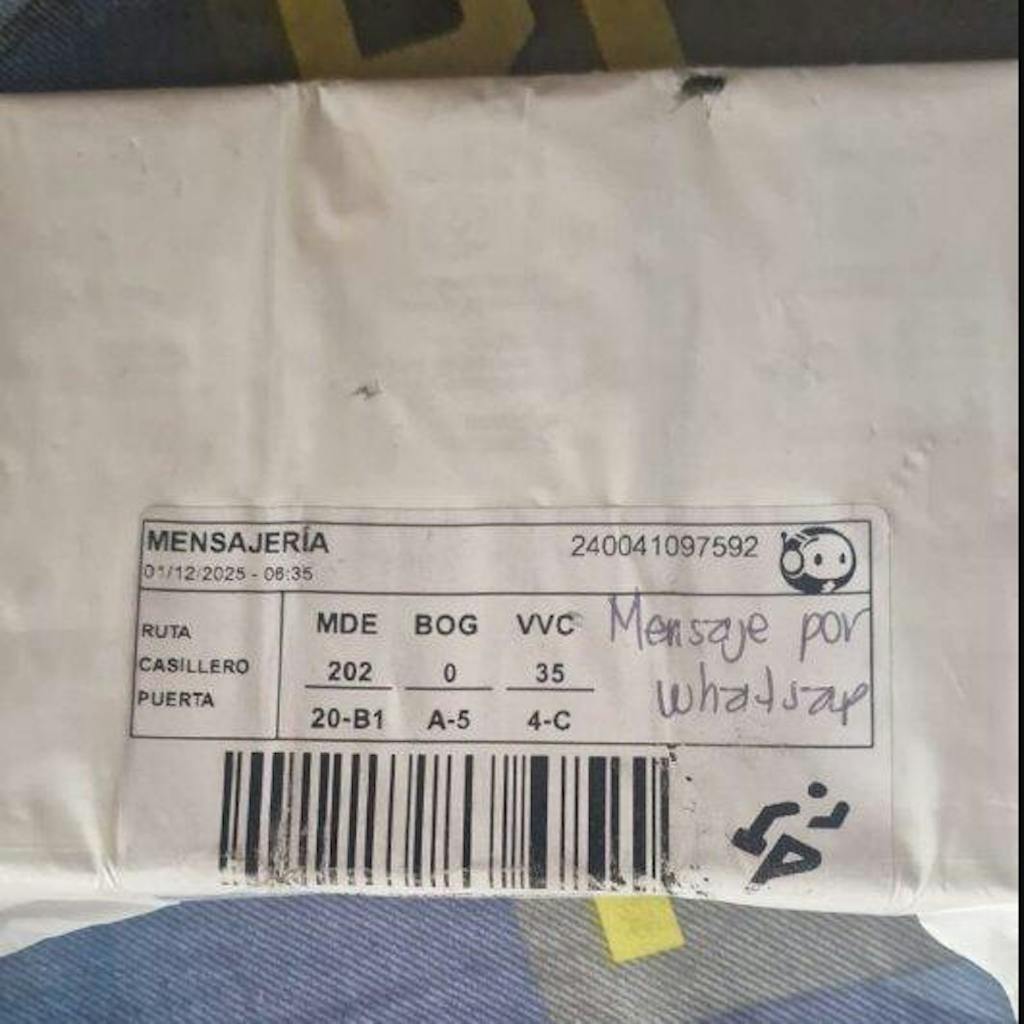 MENSAJERÍA 240041097592
01/12/2025 - 06:35
RUTA MDE BOG VVC
CASILLERO 202 0 35
PUERTA 20-B1 A-5 4-C
Mensaje por
whatsap